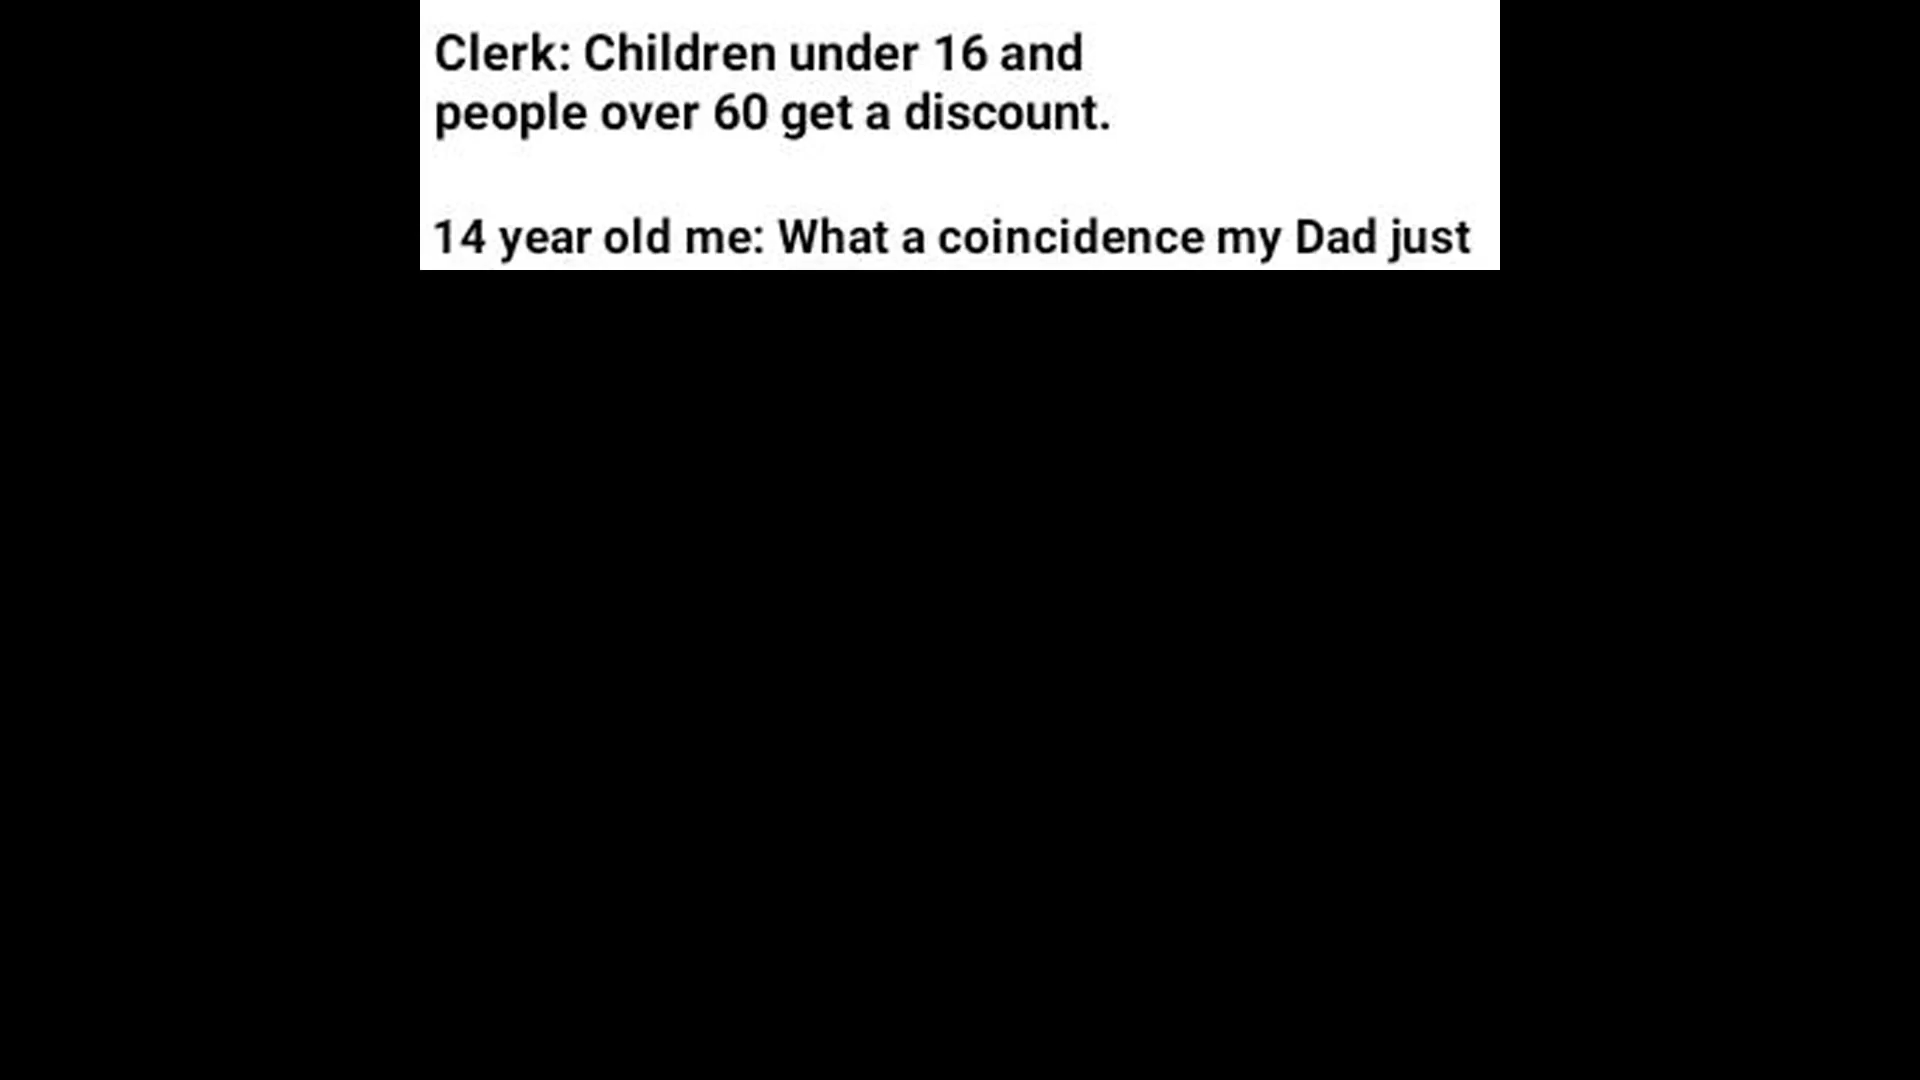 Clerk: Children under 16 and
people over 60 get a discount.
14 year old me: What a coincidence my Dad just